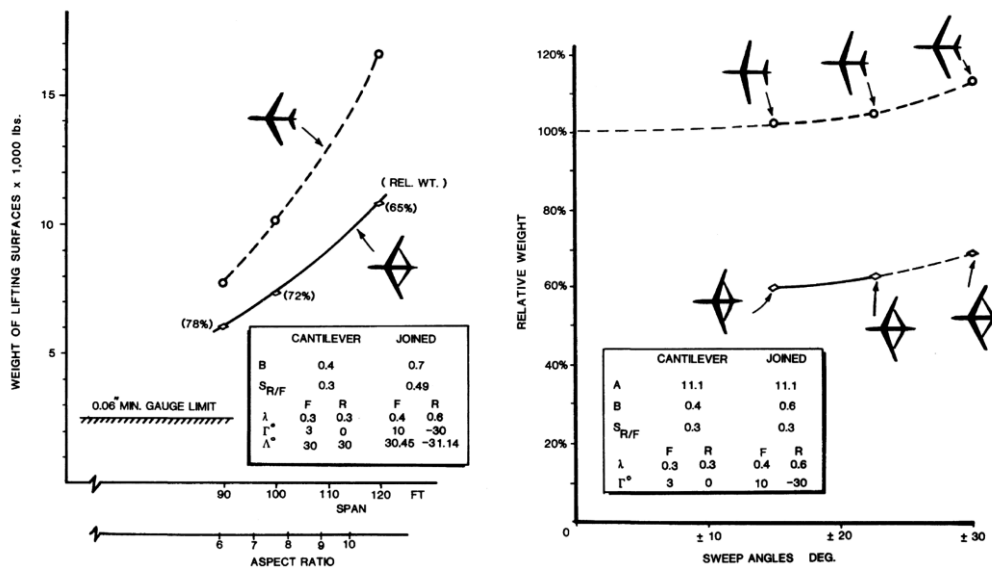 WEIGHT OF LIFTING SURFACES x 1,000 lbs.
15
10
5
(REL. WT.)
(65%)
(72%)
(78%)
0.06" MIN. GAUGE LIMIT
CANTILEVER JOINED
B 0.4 0.7
S_R/F 0.3 0.49
F R F R
λ 0.3 0.3 0.4 0.6
Γ° 3 0 10 -30
Λ° 30 30 30.45 -31.14
90 100 110 120 FT
SPAN
6 7 8 9 10
ASPECT RATIO
RELATIVE WEIGHT
120%
100%
80%
60%
40%
20%
0
CANTILEVER JOINED
A 11.1 11.1
B 0.4 0.6
S_R/F 0.3 0.3
F R F R
λ 0.3 0.3 0.4 0.6
Γ° 3 0 10 -30
± 10 ± 20 ± 30
SWEEP ANGLES DEG.